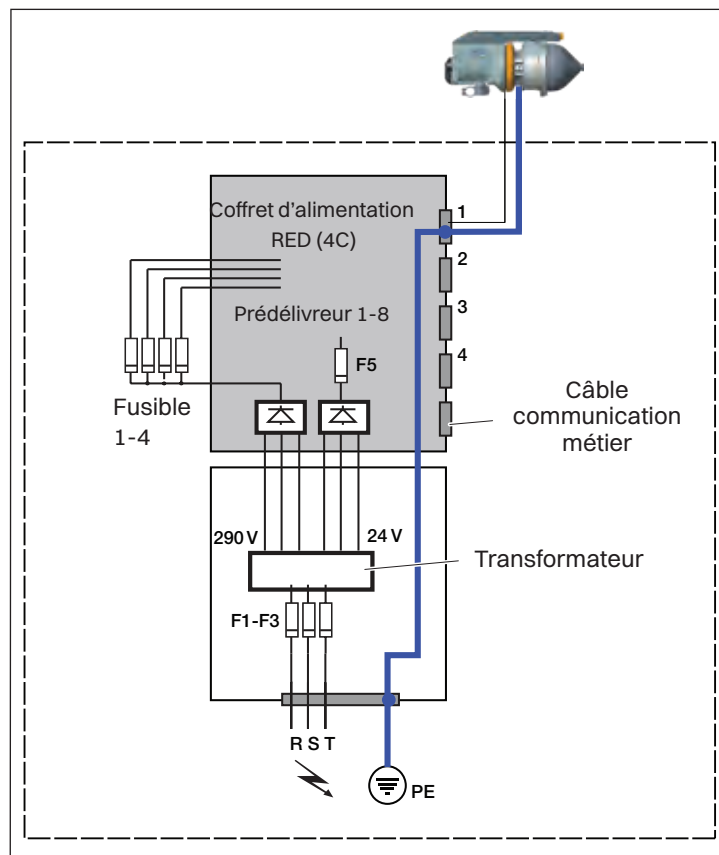 Coffret d'alimentation
RED (4C)
1
2
3
4
Prédélivreur 1-8
F5
Fusible
1-4
Câble
communication
métier
290 V
24 V
Transformateur
F1-F3
R S T
PE